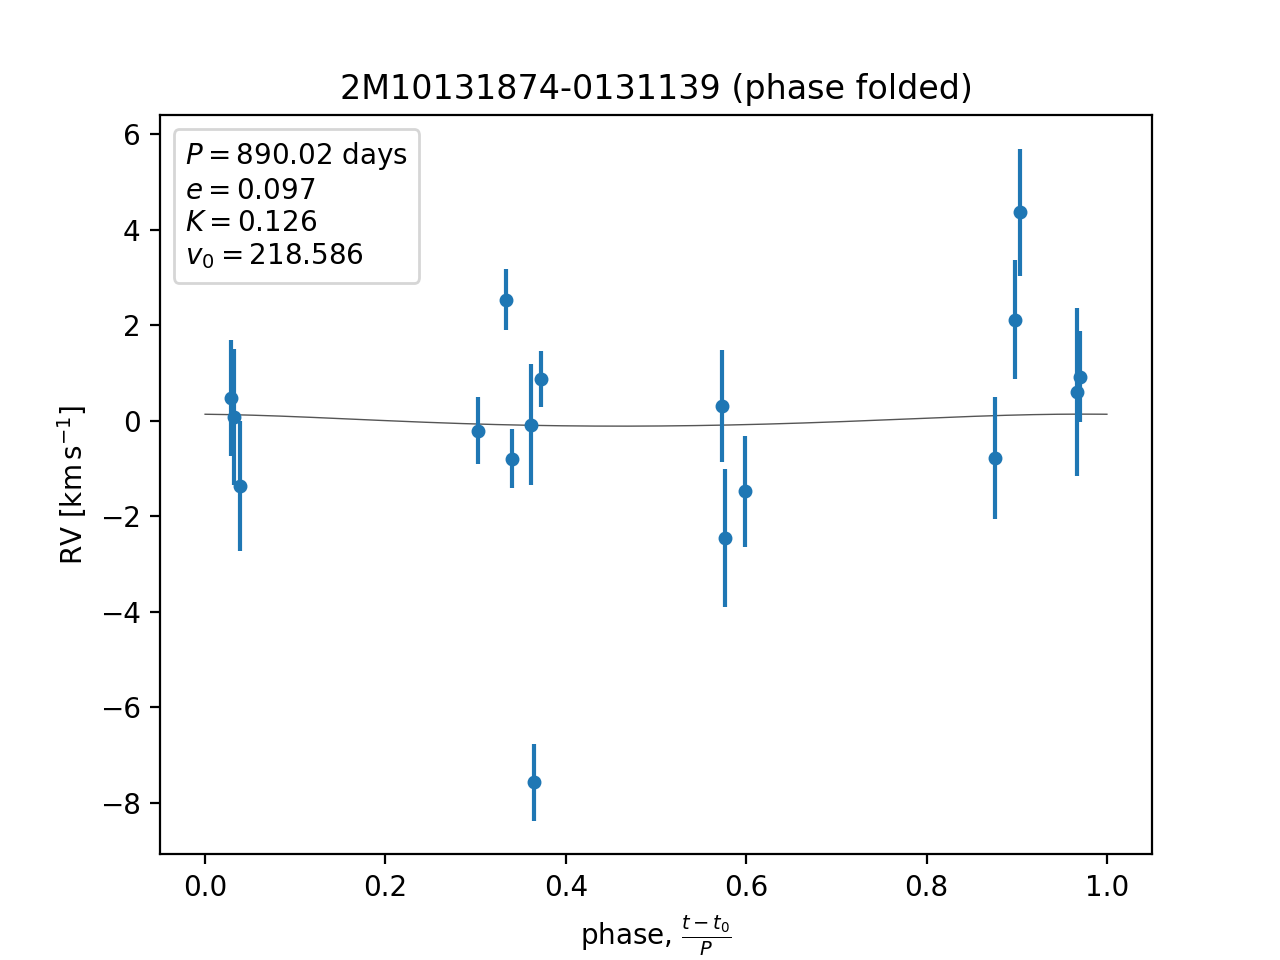 2M10131874-0131139 (phase folded)
P = 890.02 days
e = 0.097
K = 0.126
v₀ = 218.586
6
4
2
0
−2
−4
−6
−8
RV [km s⁻¹]
0.0 0.2 0.4 0.6 0.8 1.0
phase, (t − t₀)/P